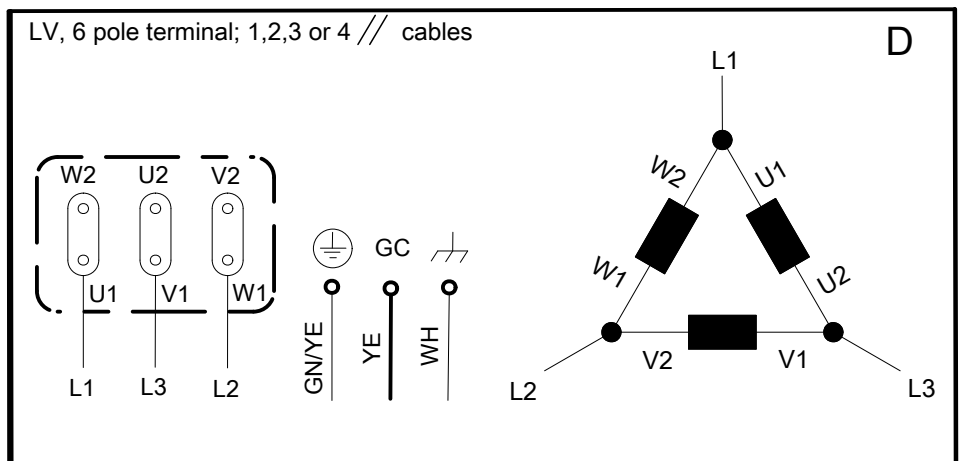 LV, 6 pole terminal; 1,2,3 or 4 // cables
D
L1
W2 U2 V2
U1 V1 W1
L1 L3 L2
GC
GN/YE YE WH
W2 U1
W1 U2
V2 V1
L2 L3